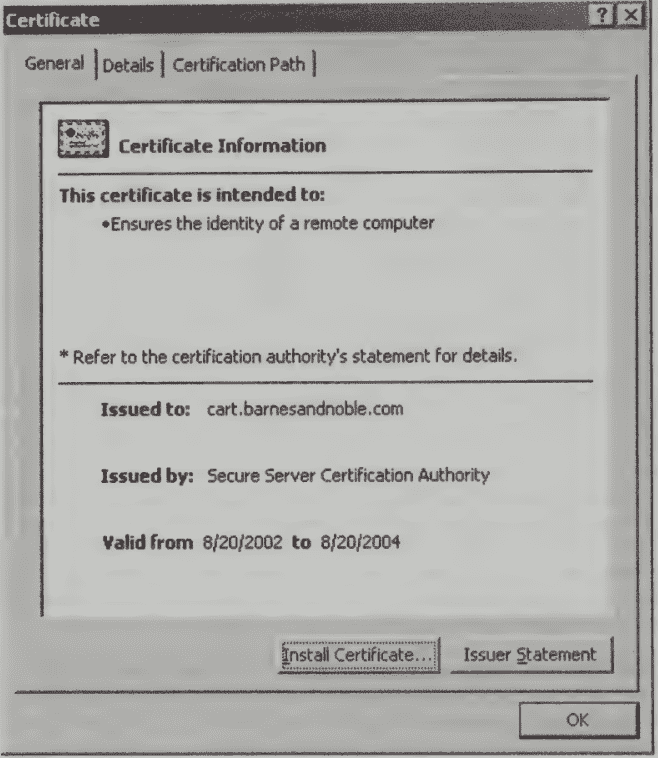 Certificate
General Details Certification Path
Certificate Information
This certificate is intended to:
•Ensures the identity of a remote computer
* Refer to the certification authority's statement for details.
Issued to: cart.barnesandnoble.com
Issued by: Secure Server Certification Authority
Valid from 8/20/2002 to 8/20/2004
Install Certificate... Issuer Statement
OK